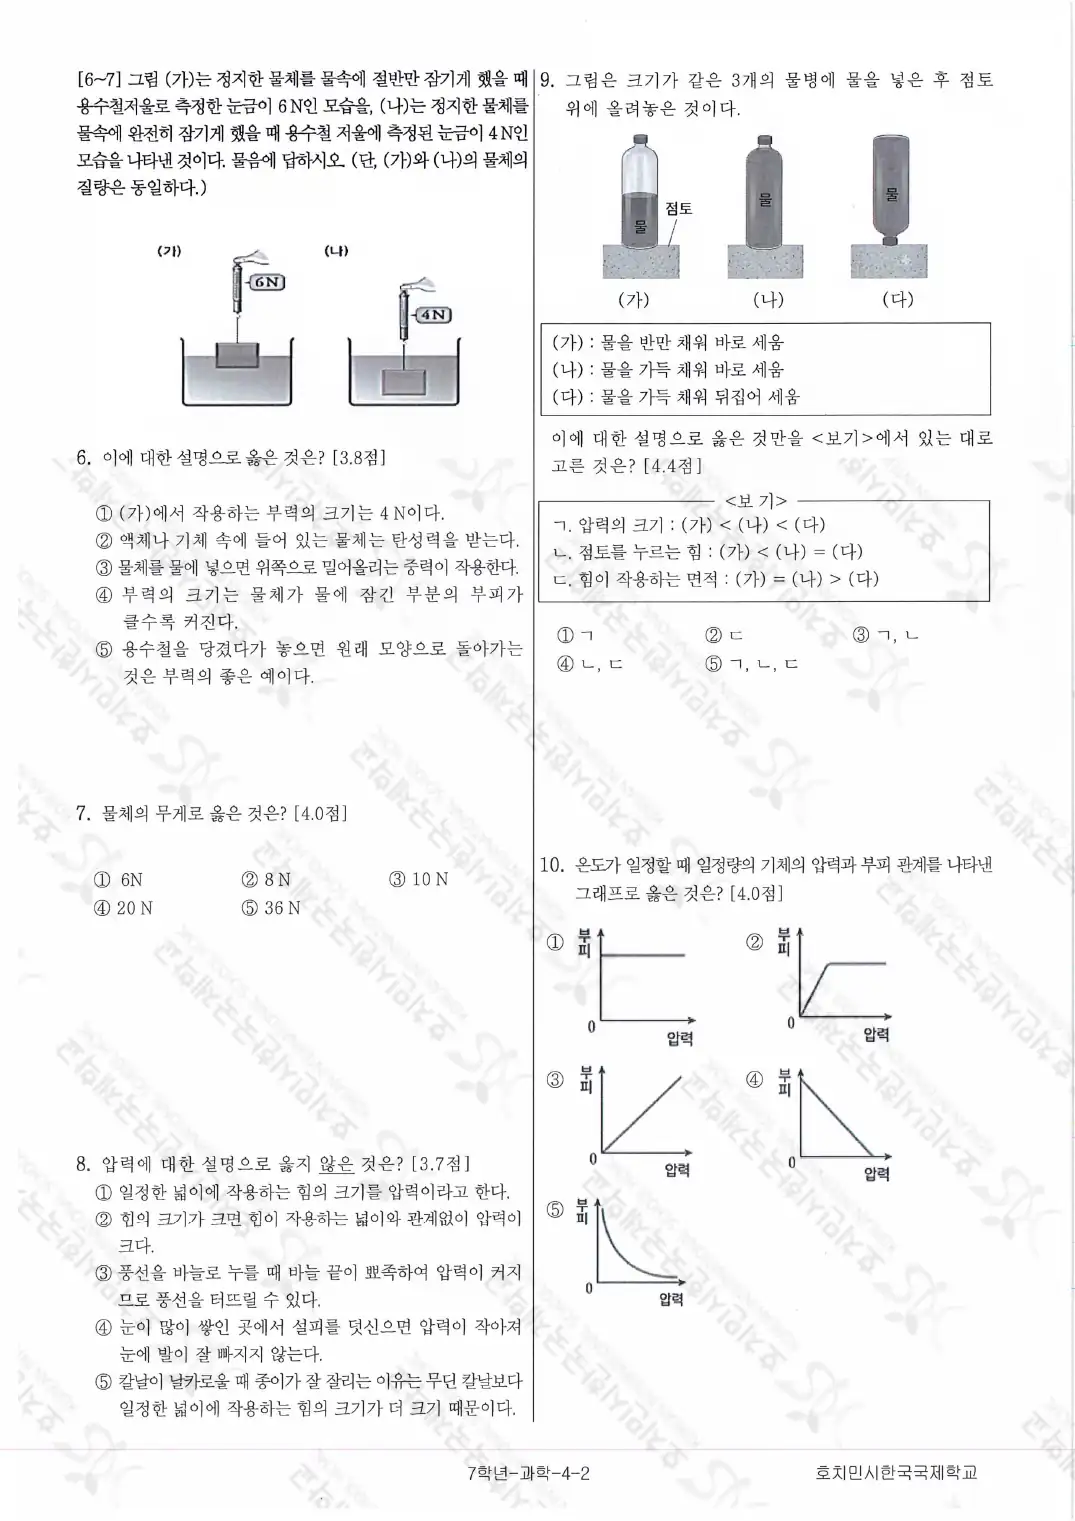 [6~7] 그림 (가)는 정지한 물체를 물속에 절반만 잠기게 했을 때
용수철저울로 측정한 눈금이 6 N인 모습을, (나)는 정지한 물체를
물속에 완전히 잠기게 했을 때 용수철 저울에 측정된 눈금이 4 N인
모습을 나타낸 것이다. 물음에 답하시오. (단, (가)와 (나)의 물체의
질량은 동일하다.)
(가)
(나)
6N
4N
6. 이에 대한 설명으로 옳은 것은? [3.8점]
① (가)에서 작용하는 부력의 크기는 4 N이다.
② 액체나 기체 속에 들어 있는 물체는 탄성력을 받는다.
③ 물체를 물에 넣으면 위쪽으로 밀어올리는 중력이 작용한다.
④ 부력의 크기는 물체가 물에 잠긴 부분의 부피가
클수록 커진다.
⑤ 용수철을 당겼다가 놓으면 원래 모양으로 돌아가는
것은 부력의 좋은 예이다.
7. 물체의 무게로 옳은 것은? [4.0점]
① 6N ② 8 N ③ 10 N
④ 20 N ⑤ 36 N
8. 압력에 대한 설명으로 옳지 않은 것은? [3.7점]
① 일정한 넓이에 작용하는 힘의 크기를 압력이라고 한다.
② 힘의 크기가 크면 힘이 작용하는 넓이와 관계없이 압력이
크다.
③ 풍선을 바늘로 누를 때 바늘 끝이 뾰족하여 압력이 커지
므로 풍선을 터뜨릴 수 있다.
④ 눈이 많이 쌓인 곳에서 설피를 덧신으면 압력이 작아져
눈에 발이 잘 빠지지 않는다.
⑤ 칼날이 날카로울 때 종이가 잘 잘리는 이유는 무딘 칼날보다
일정한 넓이에 작용하는 힘의 크기가 더 크기 때문이다.
9. 그림은 크기가 같은 3개의 물병에 물을 넣은 후 점토
위에 올려놓은 것이다.
물
점토
물
물
(가) (나) (다)
(가) : 물을 반만 채워 바로 세움
(나) : 물을 가득 채워 바로 세움
(다) : 물을 가득 채워 뒤집어 세움
이에 대한 설명으로 옳은 것만을 <보기>에서 있는 대로
고른 것은? [4.4점]
<보 기>
ㄱ. 압력의 크기 : (가) < (나) < (다)
ㄴ. 점토를 누르는 힘 : (가) < (나) = (다)
ㄷ. 힘이 작용하는 면적 : (가) = (나) > (다)
① ㄱ ② ㄷ ③ ㄱ, ㄴ
④ ㄴ, ㄷ ⑤ ㄱ, ㄴ, ㄷ
10. 온도가 일정할 때 일정량의 기체의 압력과 부피 관계를 나타낸
그래프로 옳은 것은? [4.0점]
① 부피 0 압력
② 부피 0 압력
③ 부피 0 압력
④ 부피 0 압력
⑤ 부피 0 압력
7학년-과학-4-2
호치민시한국국제학교